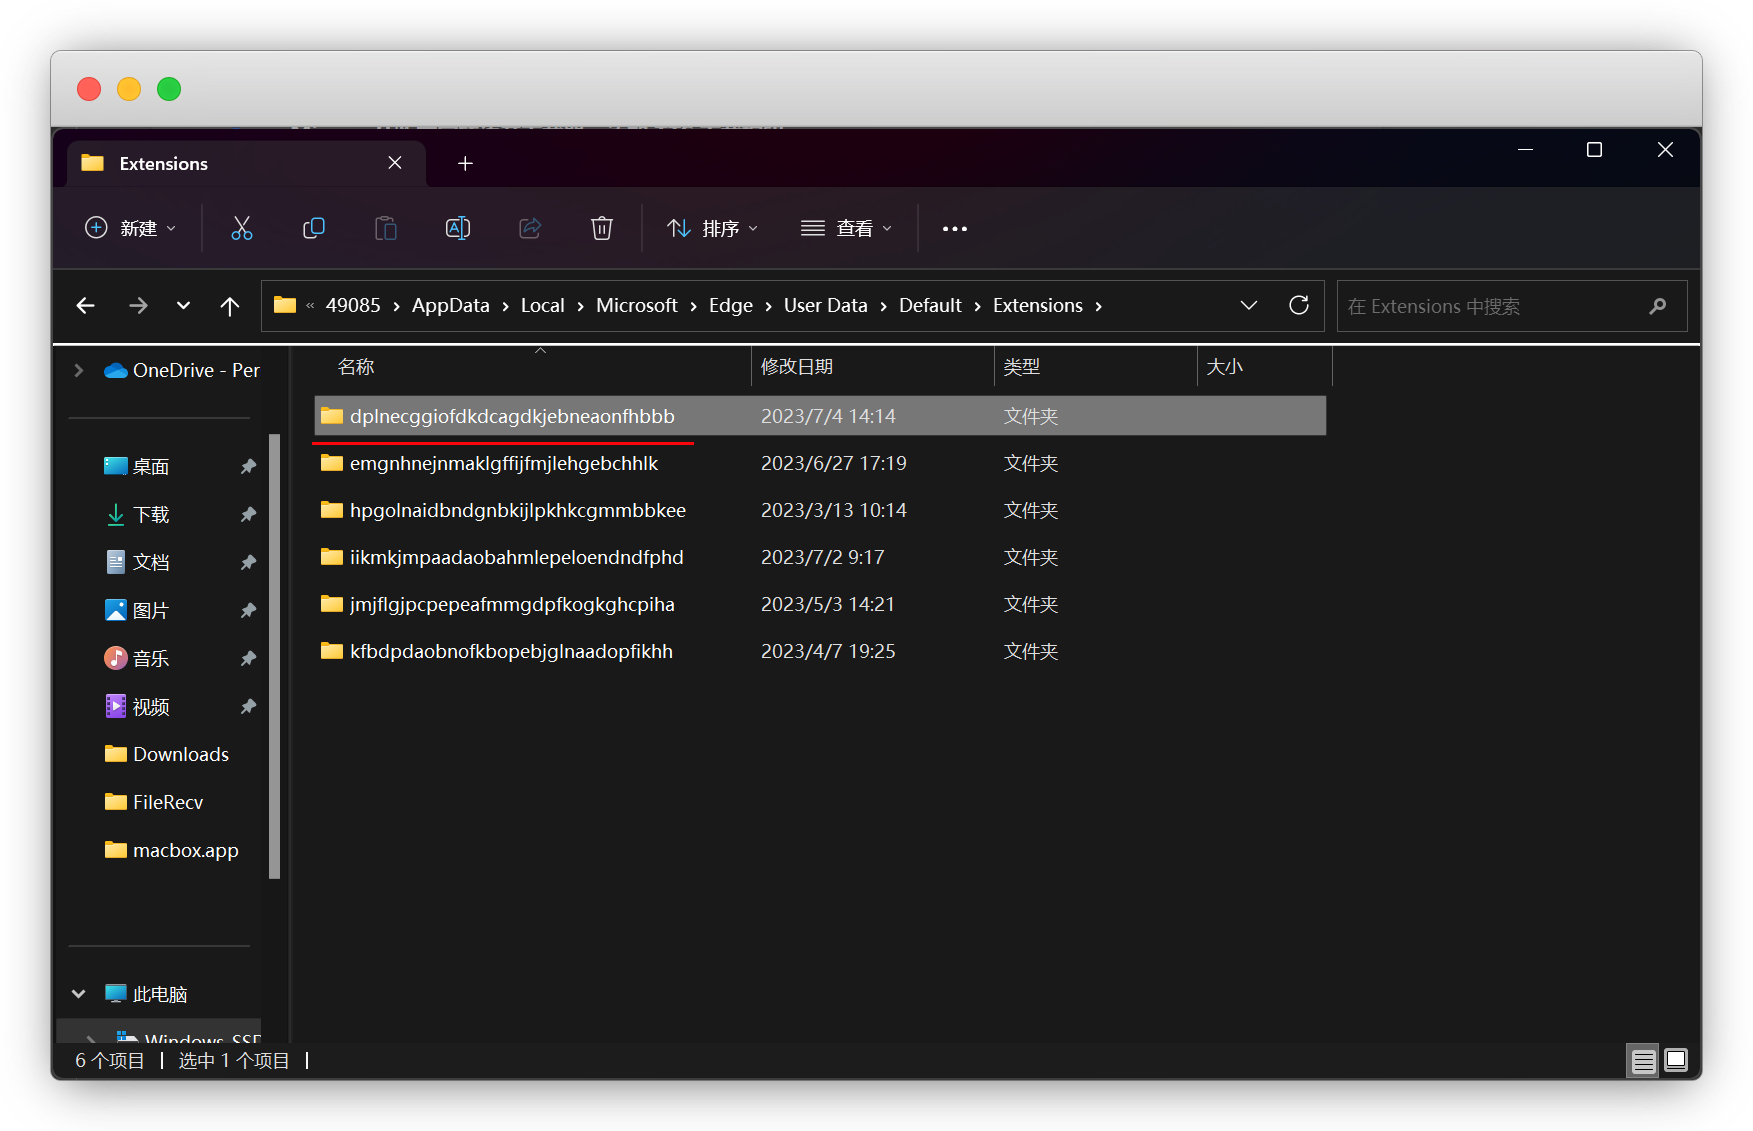 Extensions
新建
排序
查看
« 49085 › AppData › Local › Microsoft › Edge › User Data › Default › Extensions ›
在 Extensions 中搜索
OneDrive - Per
桌面
下载
文档
图片
音乐
视频
Downloads
FileRecv
macbox.app
此电脑
Windows-SSD
名称 修改日期 类型 大小
dplnecggiofdkdcagdkjebneaonfhbbb 2023/7/4 14:14 文件夹
emgnhnejnmaklgffijfmjlehgebchhlk 2023/6/27 17:19 文件夹
hpgolnaidbndgnbkijlpkhkcgmmbbkee 2023/3/13 10:14 文件夹
iikmkjmpaadaobahmlepeloendndfphd 2023/7/2 9:17 文件夹
jmjflgjpcpepeafmmgdpfkogkghcpiha 2023/5/3 14:21 文件夹
kfbdpdaobnofkbopebjglnaadopfikhh 2023/4/7 19:25 文件夹
6 个项目 | 选中 1 个项目 |